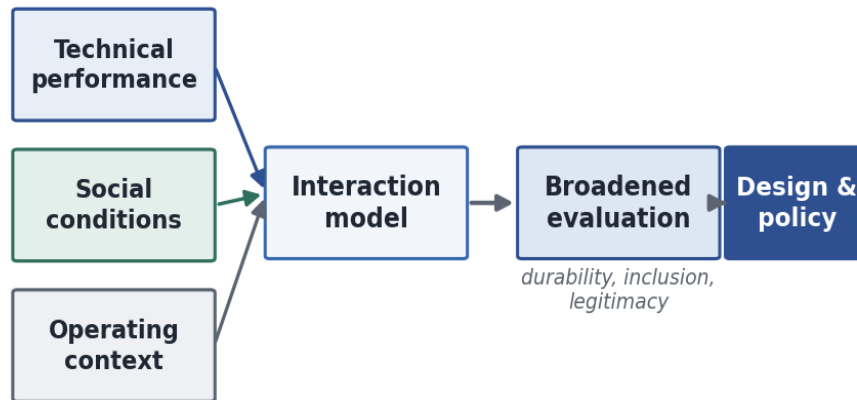 Technical
performance
Social
conditions
Operating
context
Interaction
model
Broadened
evaluation
durability, inclusion,
legitimacy
Design &
policy